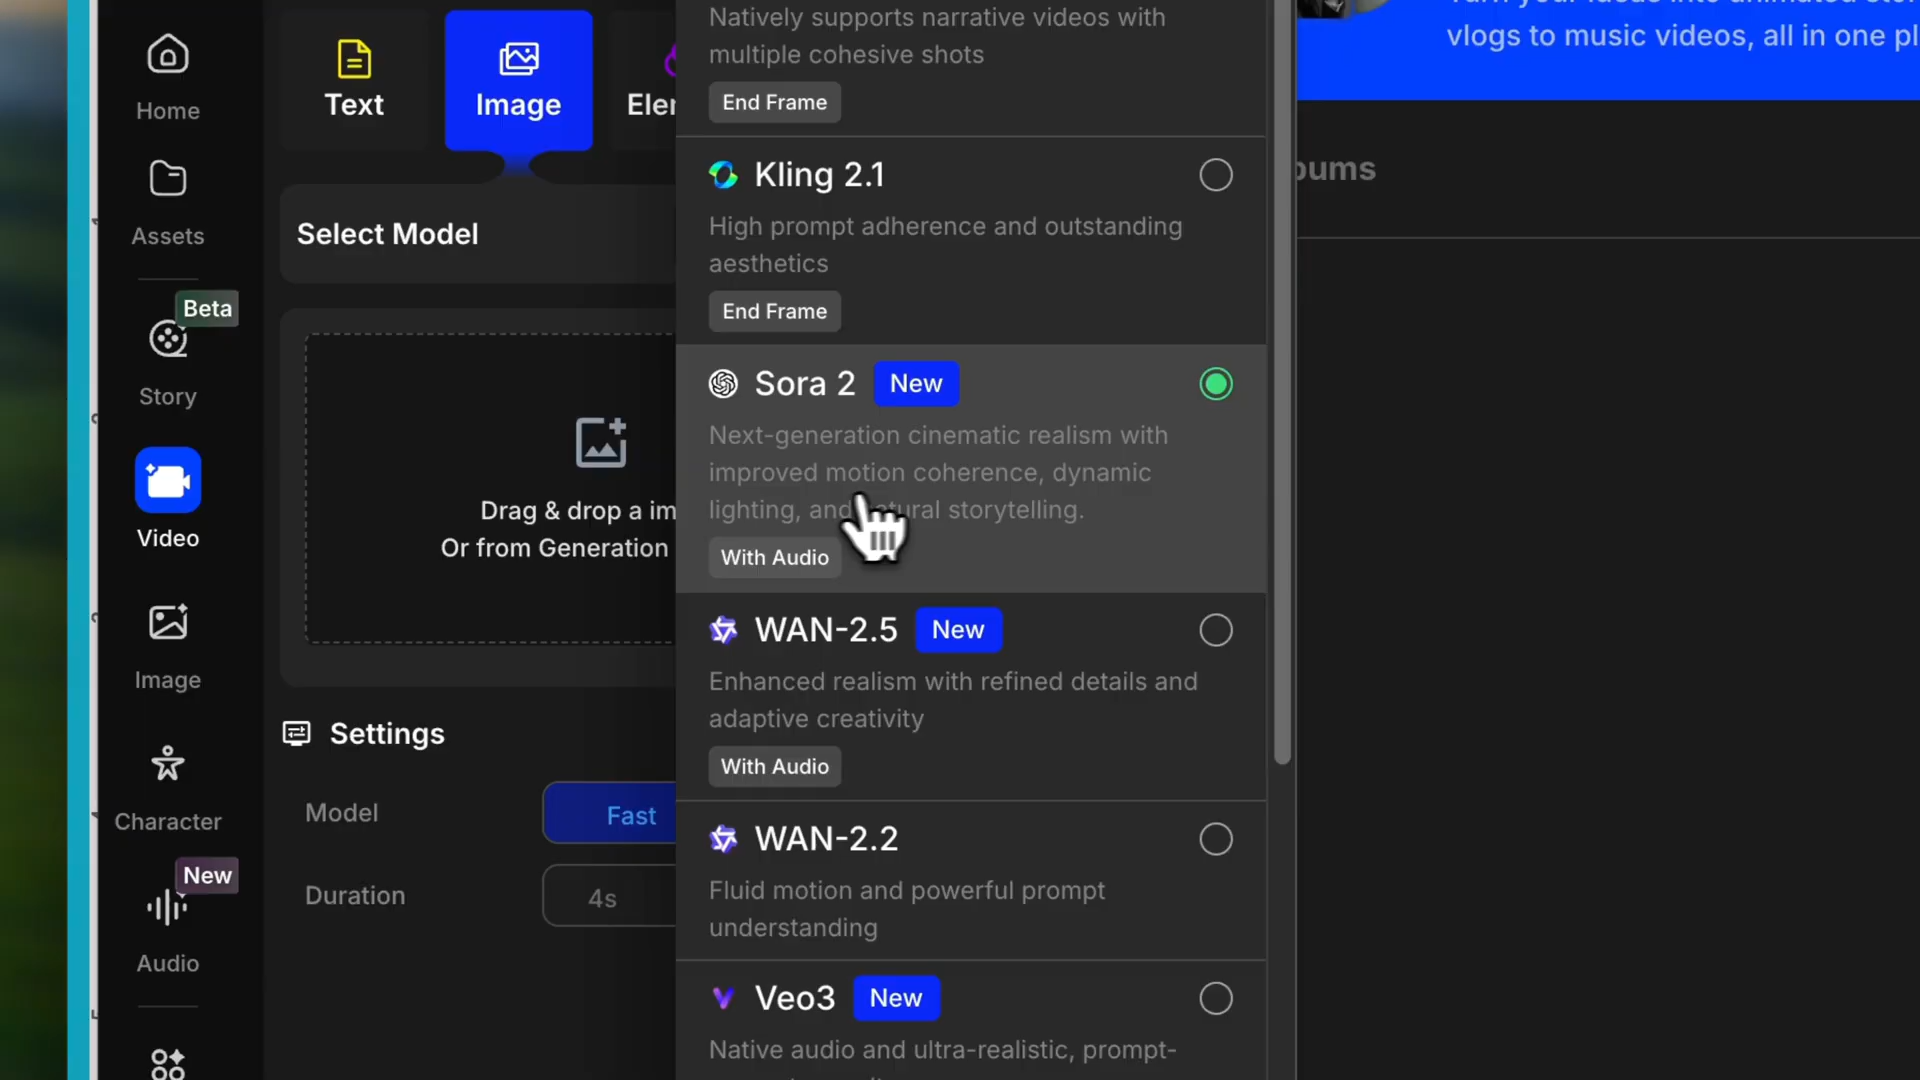 Home
Assets
Beta
Story
Video
Image
Character
New
Audio
Text
Image
Select Model
Drag & drop a im
Or from Generation
Settings
Model
Fast
Duration
4s
Natively supports narrative videos with
multiple cohesive shots
End Frame
Kling 2.1
High prompt adherence and outstanding
aesthetics
End Frame
Sora 2
New
Next-generation cinematic realism with
improved motion coherence, dynamic
lighting, and natural storytelling.
With Audio
WAN-2.5
New
Enhanced realism with refined details and
adaptive creativity
With Audio
WAN-2.2
Fluid motion and powerful prompt
understanding
Veo3
New
Native audio and ultra-realistic, prompt-
vlogs to music videos, all in one pl
bums